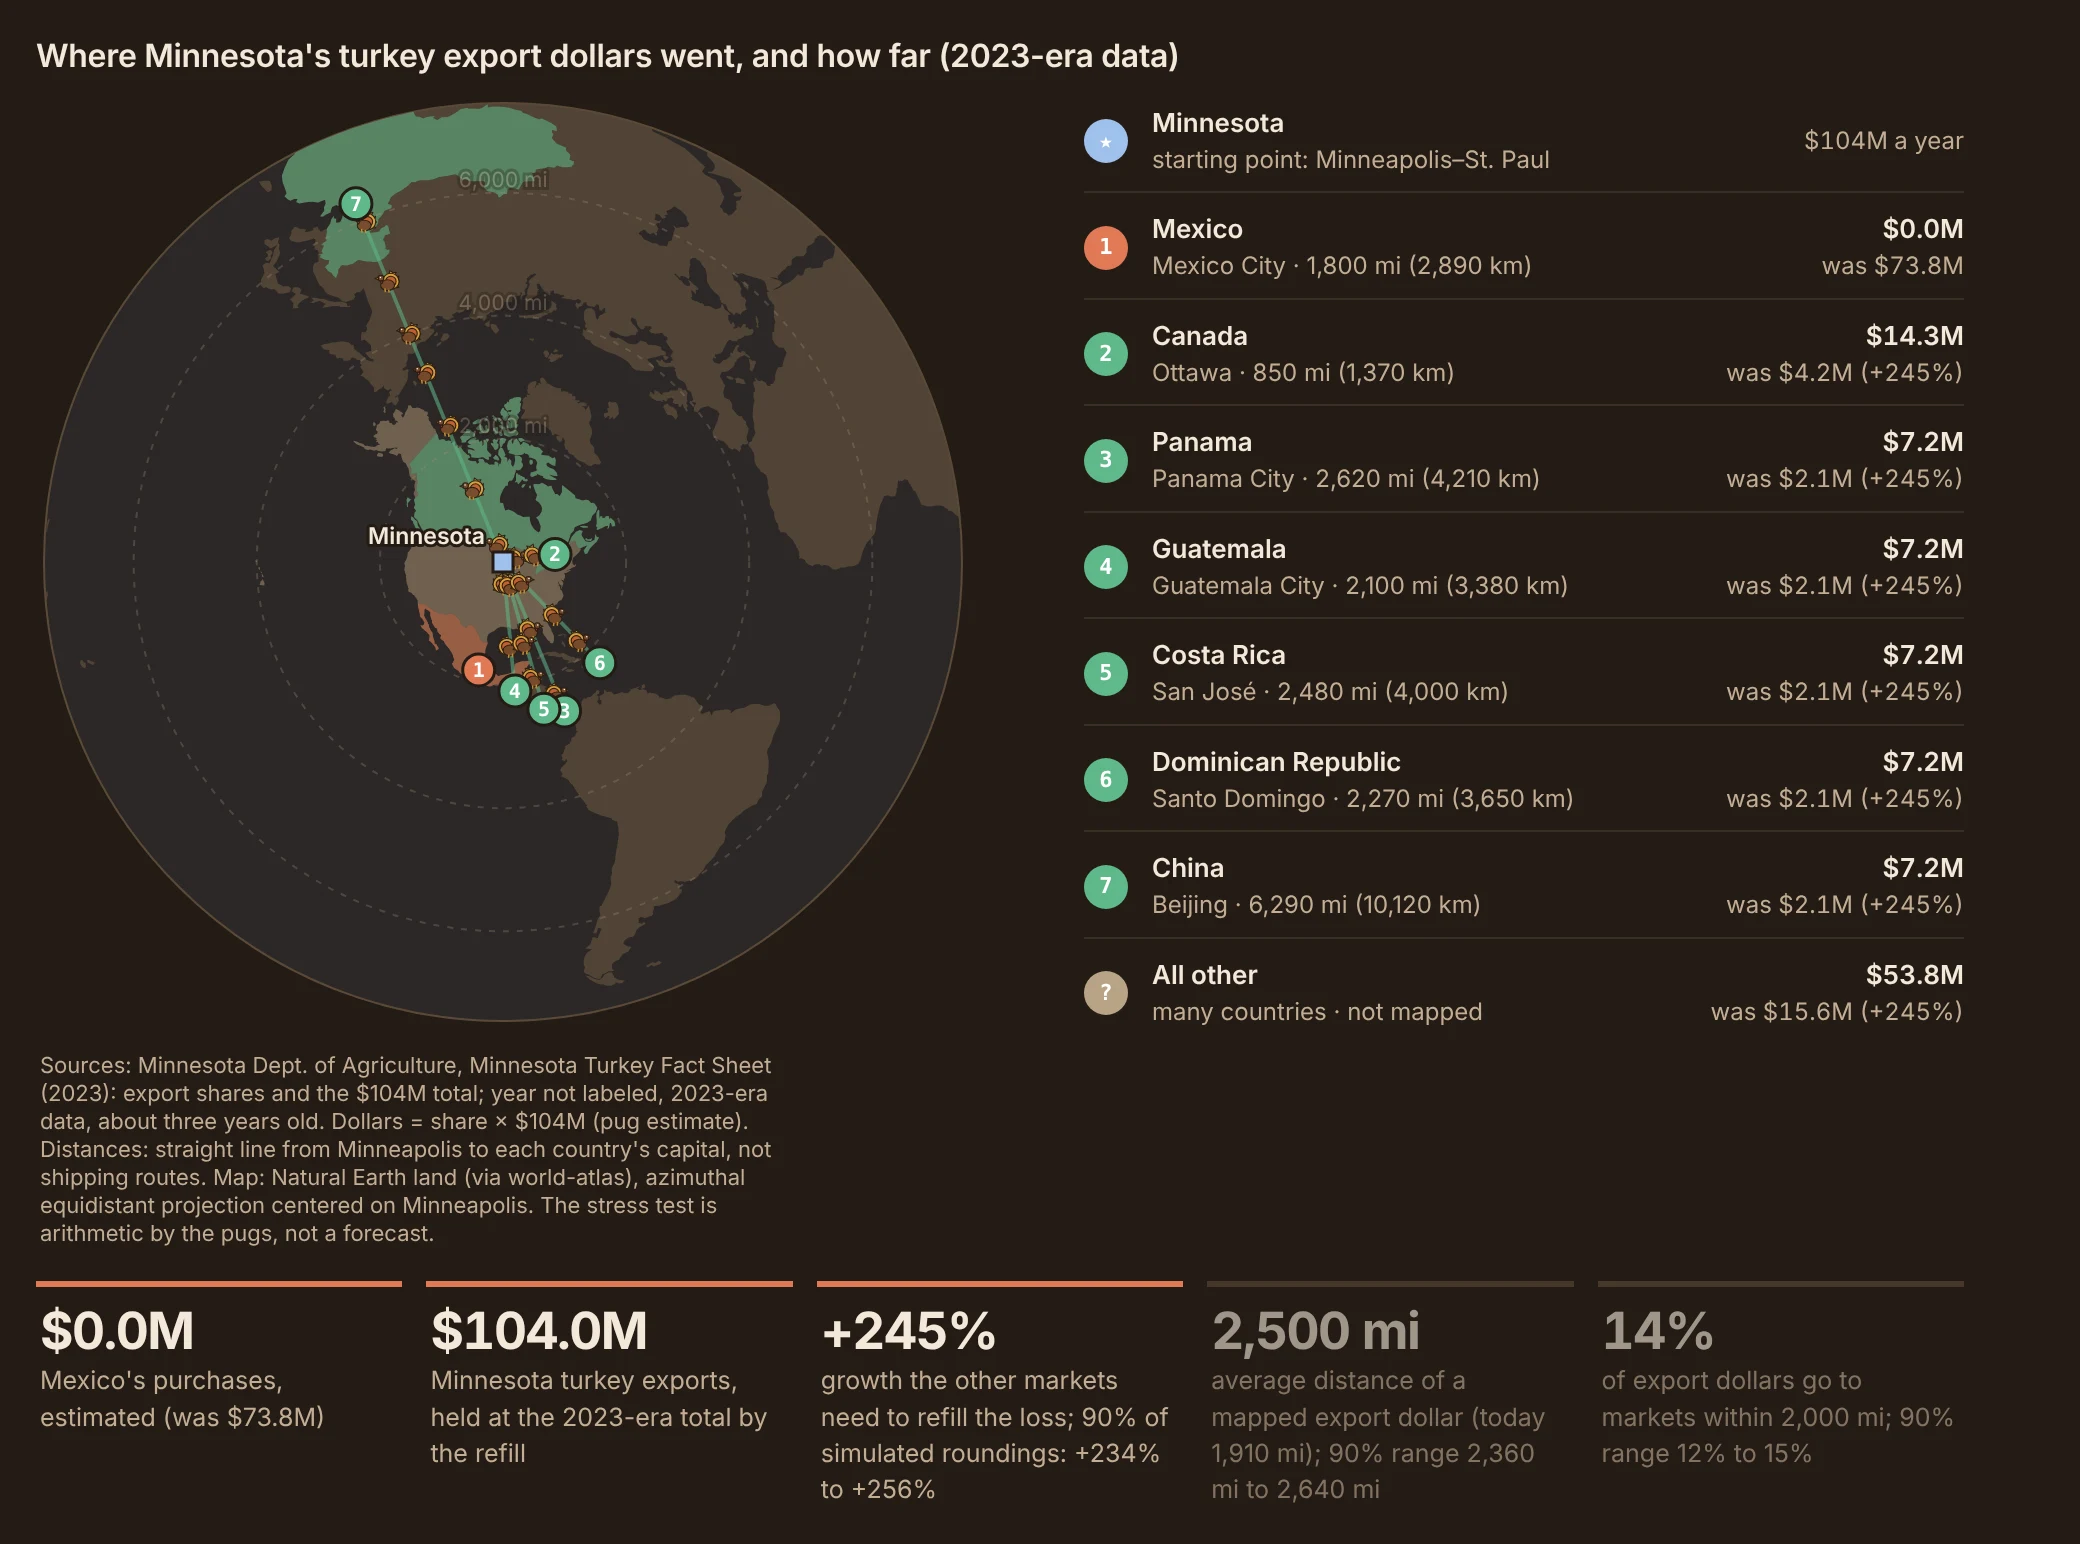 Where Minnesota's turkey export dollars went, and how far (2023-era data)
6,000 mi
4,000 mi
2,000 mi
7
Minnesota
2
1
4
5
3
6
★
Minnesota
$104M a year
starting point: Minneapolis–St. Paul
1
Mexico
$0.0M
Mexico City · 1,800 mi (2,890 km)
was $73.8M
2
Canada
$14.3M
Ottawa · 850 mi (1,370 km)
was $4.2M (+245%)
3
Panama
$7.2M
Panama City · 2,620 mi (4,210 km)
was $2.1M (+245%)
4
Guatemala
$7.2M
Guatemala City · 2,100 mi (3,380 km)
was $2.1M (+245%)
5
Costa Rica
$7.2M
San José · 2,480 mi (4,000 km)
was $2.1M (+245%)
6
Dominican Republic
$7.2M
Santo Domingo · 2,270 mi (3,650 km)
was $2.1M (+245%)
7
China
$7.2M
Beijing · 6,290 mi (10,120 km)
was $2.1M (+245%)
?
All other
$53.8M
many countries · not mapped
was $15.6M (+245%)
Sources: Minnesota Dept. of Agriculture, Minnesota Turkey Fact Sheet
(2023): export shares and the $104M total; year not labeled, 2023-era
data, about three years old. Dollars = share × $104M (pug estimate).
Distances: straight line from Minneapolis to each country's capital, not
shipping routes. Map: Natural Earth land (via world-atlas), azimuthal
equidistant projection centered on Minneapolis. The stress test is
arithmetic by the pugs, not a forecast.
$0.0M
Mexico's purchases,
estimated (was $73.8M)
$104.0M
Minnesota turkey exports,
held at the 2023-era total by
the refill
+245%
growth the other markets
need to refill the loss; 90% of
simulated roundings: +234%
to +256%
2,500 mi
average distance of a
mapped export dollar (today
1,910 mi); 90% range 2,360
mi to 2,640 mi
14%
of export dollars go to
markets within 2,000 mi; 90%
range 12% to 15%